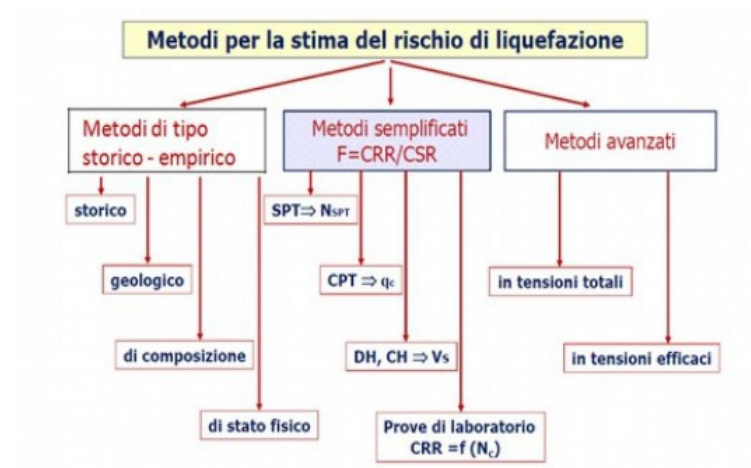 Metodi per la stima del rischio di liquefazione
Metodi di tipo
storico - empirico
Metodi semplificati
F=CRR/CSR
Metodi avanzati
storico
SPT⇒ NSPT
geologico
CPT ⇒ qc
in tensioni totali
di composizione
DH, CH ⇒ Vs
in tensioni efficaci
di stato fisico
Prove di laboratorio
CRR =f (Nc)